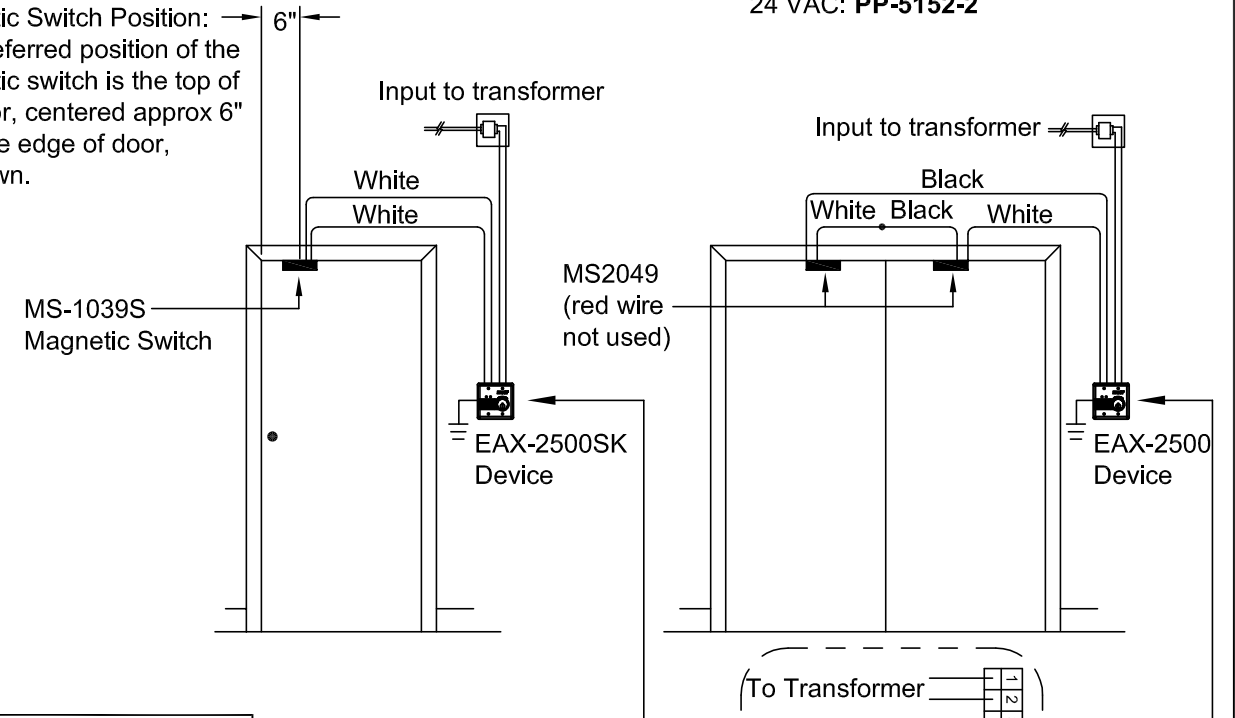 tic Switch Position:
eferred position of the
tic switch is the top of
or, centered approx 6"
e edge of door,
wn.
6"
24 VAC: PP-5152-2
Input to transformer
White
White
MS-1039S
Magnetic Switch
EAX-2500SK
Device
Input to transformer
Black
White Black White
MS2049
(red wire
not used)
EAX-2500
Device
To Transformer
1
2